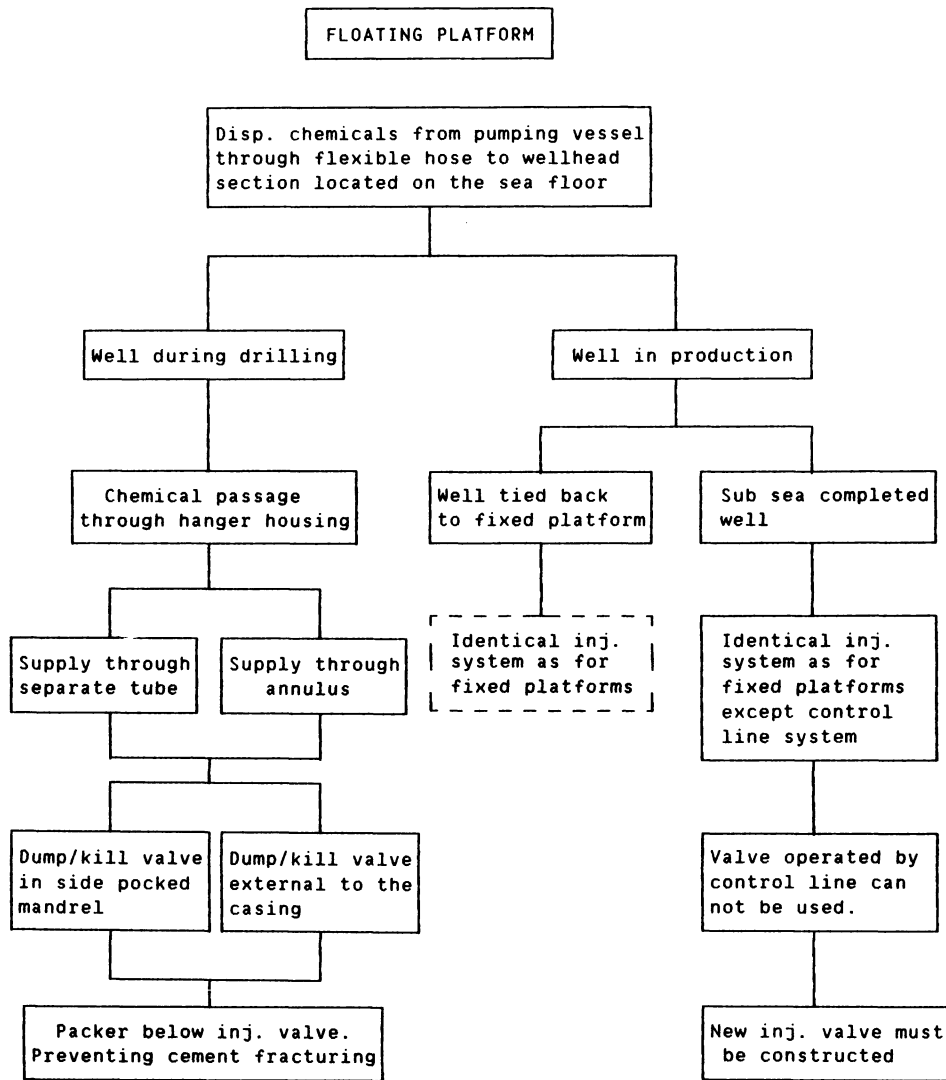 FLOATING PLATFORM
Disp. chemicals from pumping vessel
through flexible hose to wellhead
section located on the sea floor
Well during drilling
Well in production
Chemical passage
through hanger housing
Well tied back
to fixed platform
Sub sea completed
well
Supply through
separate tube
Supply through
annulus
Identical inj.
system as for
fixed platforms
Identical inj.
system as for
fixed platforms
except control
line system
Dump/kill valve
in side pocked
mandrel
Dump/kill valve
external to the
casing
Valve operated by
control line can
not be used.
Packer below inj. valve.
Preventing cement fracturing
New inj. valve must
be constructed